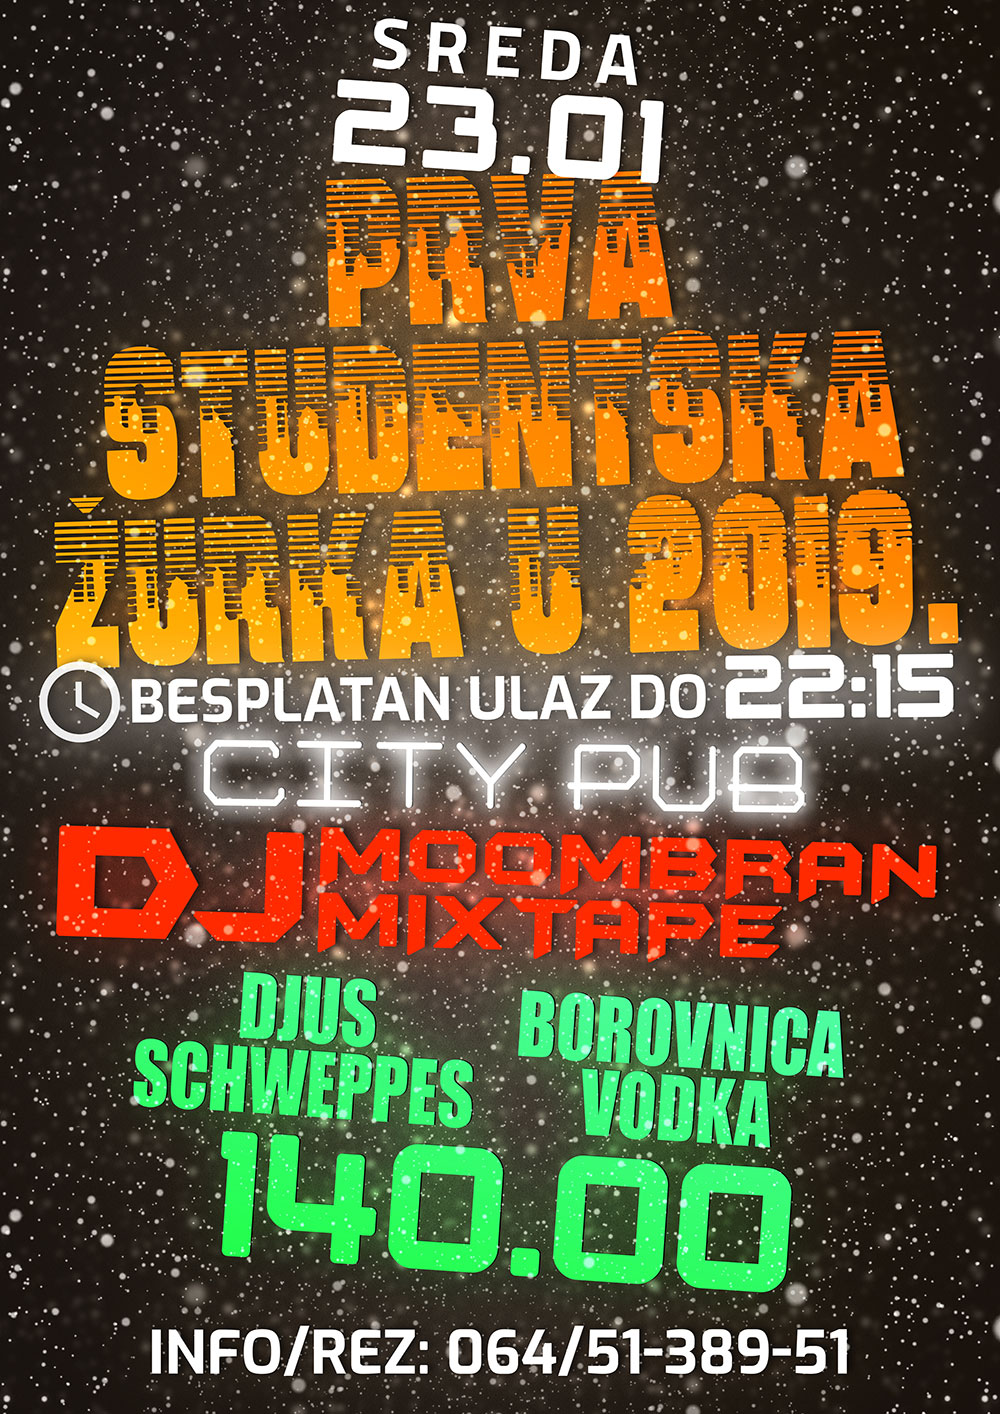 SREDA
23.01
PRVA
STUDENTSKA
ŽURKA U 2019.
BESPLATAN ULAZ DO 22:15
CITY PUB
DJ MOOMBRAN
MIXTAPE
DJUS
SCHWEPPES
BOROVNICA
VODKA
140.00
INFO/REZ: 064/51-389-51